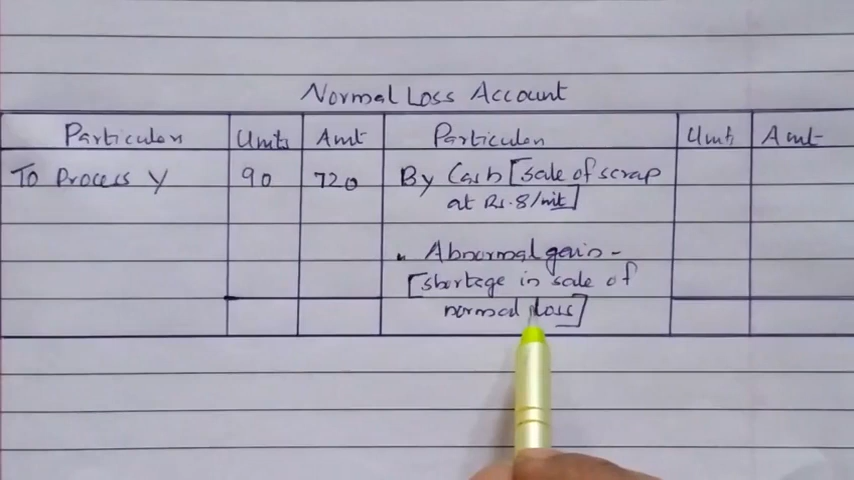 Normal Loss Account
Particulars Units Amt Particulars Units Amt
To Process Y 90 720 By Cash [sale of scrap
at Rs.8/unit]
" Abnormal gain -
[shortage in sale of
normal loss]